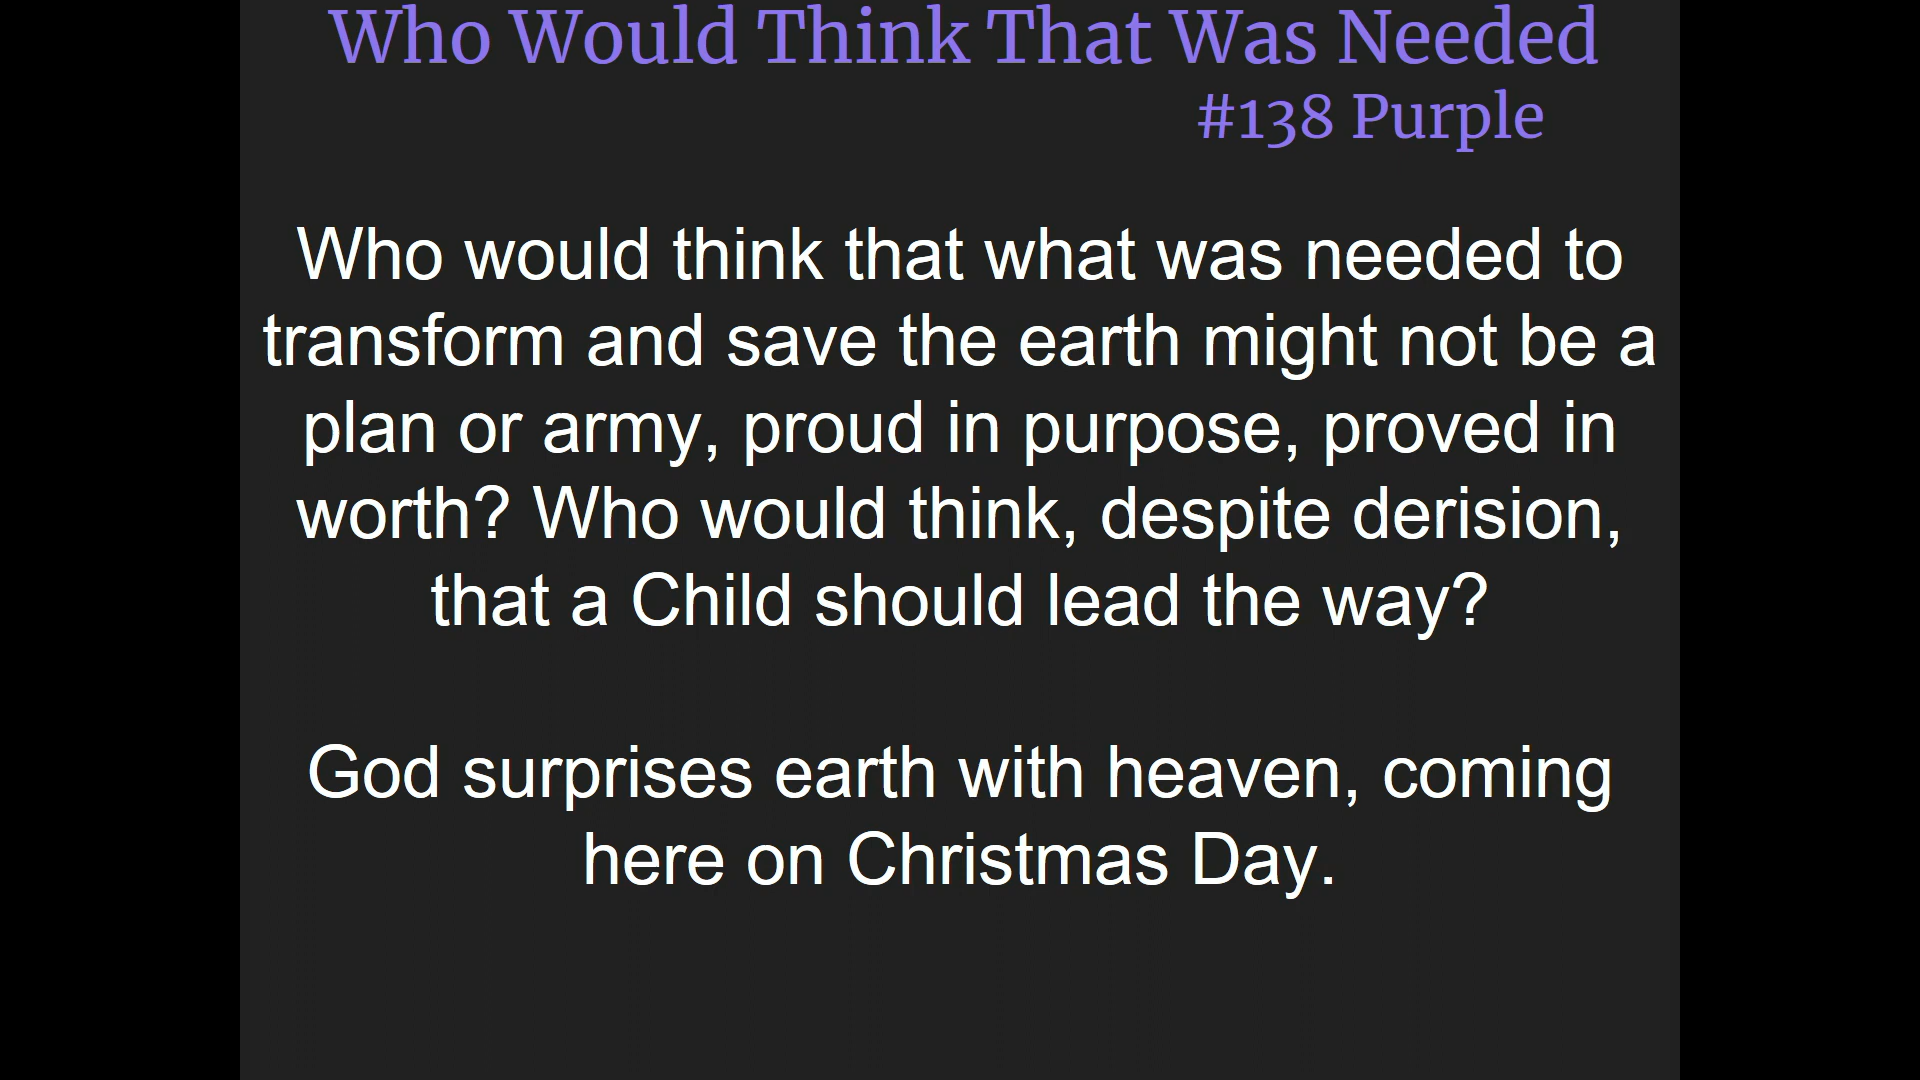 Who Would Think That Was Needed
#138 Purple
Who would think that what was needed to
transform and save the earth might not be a
plan or army, proud in purpose, proved in
worth? Who would think, despite derision,
that a Child should lead the way?
God surprises earth with heaven, coming
here on Christmas Day.